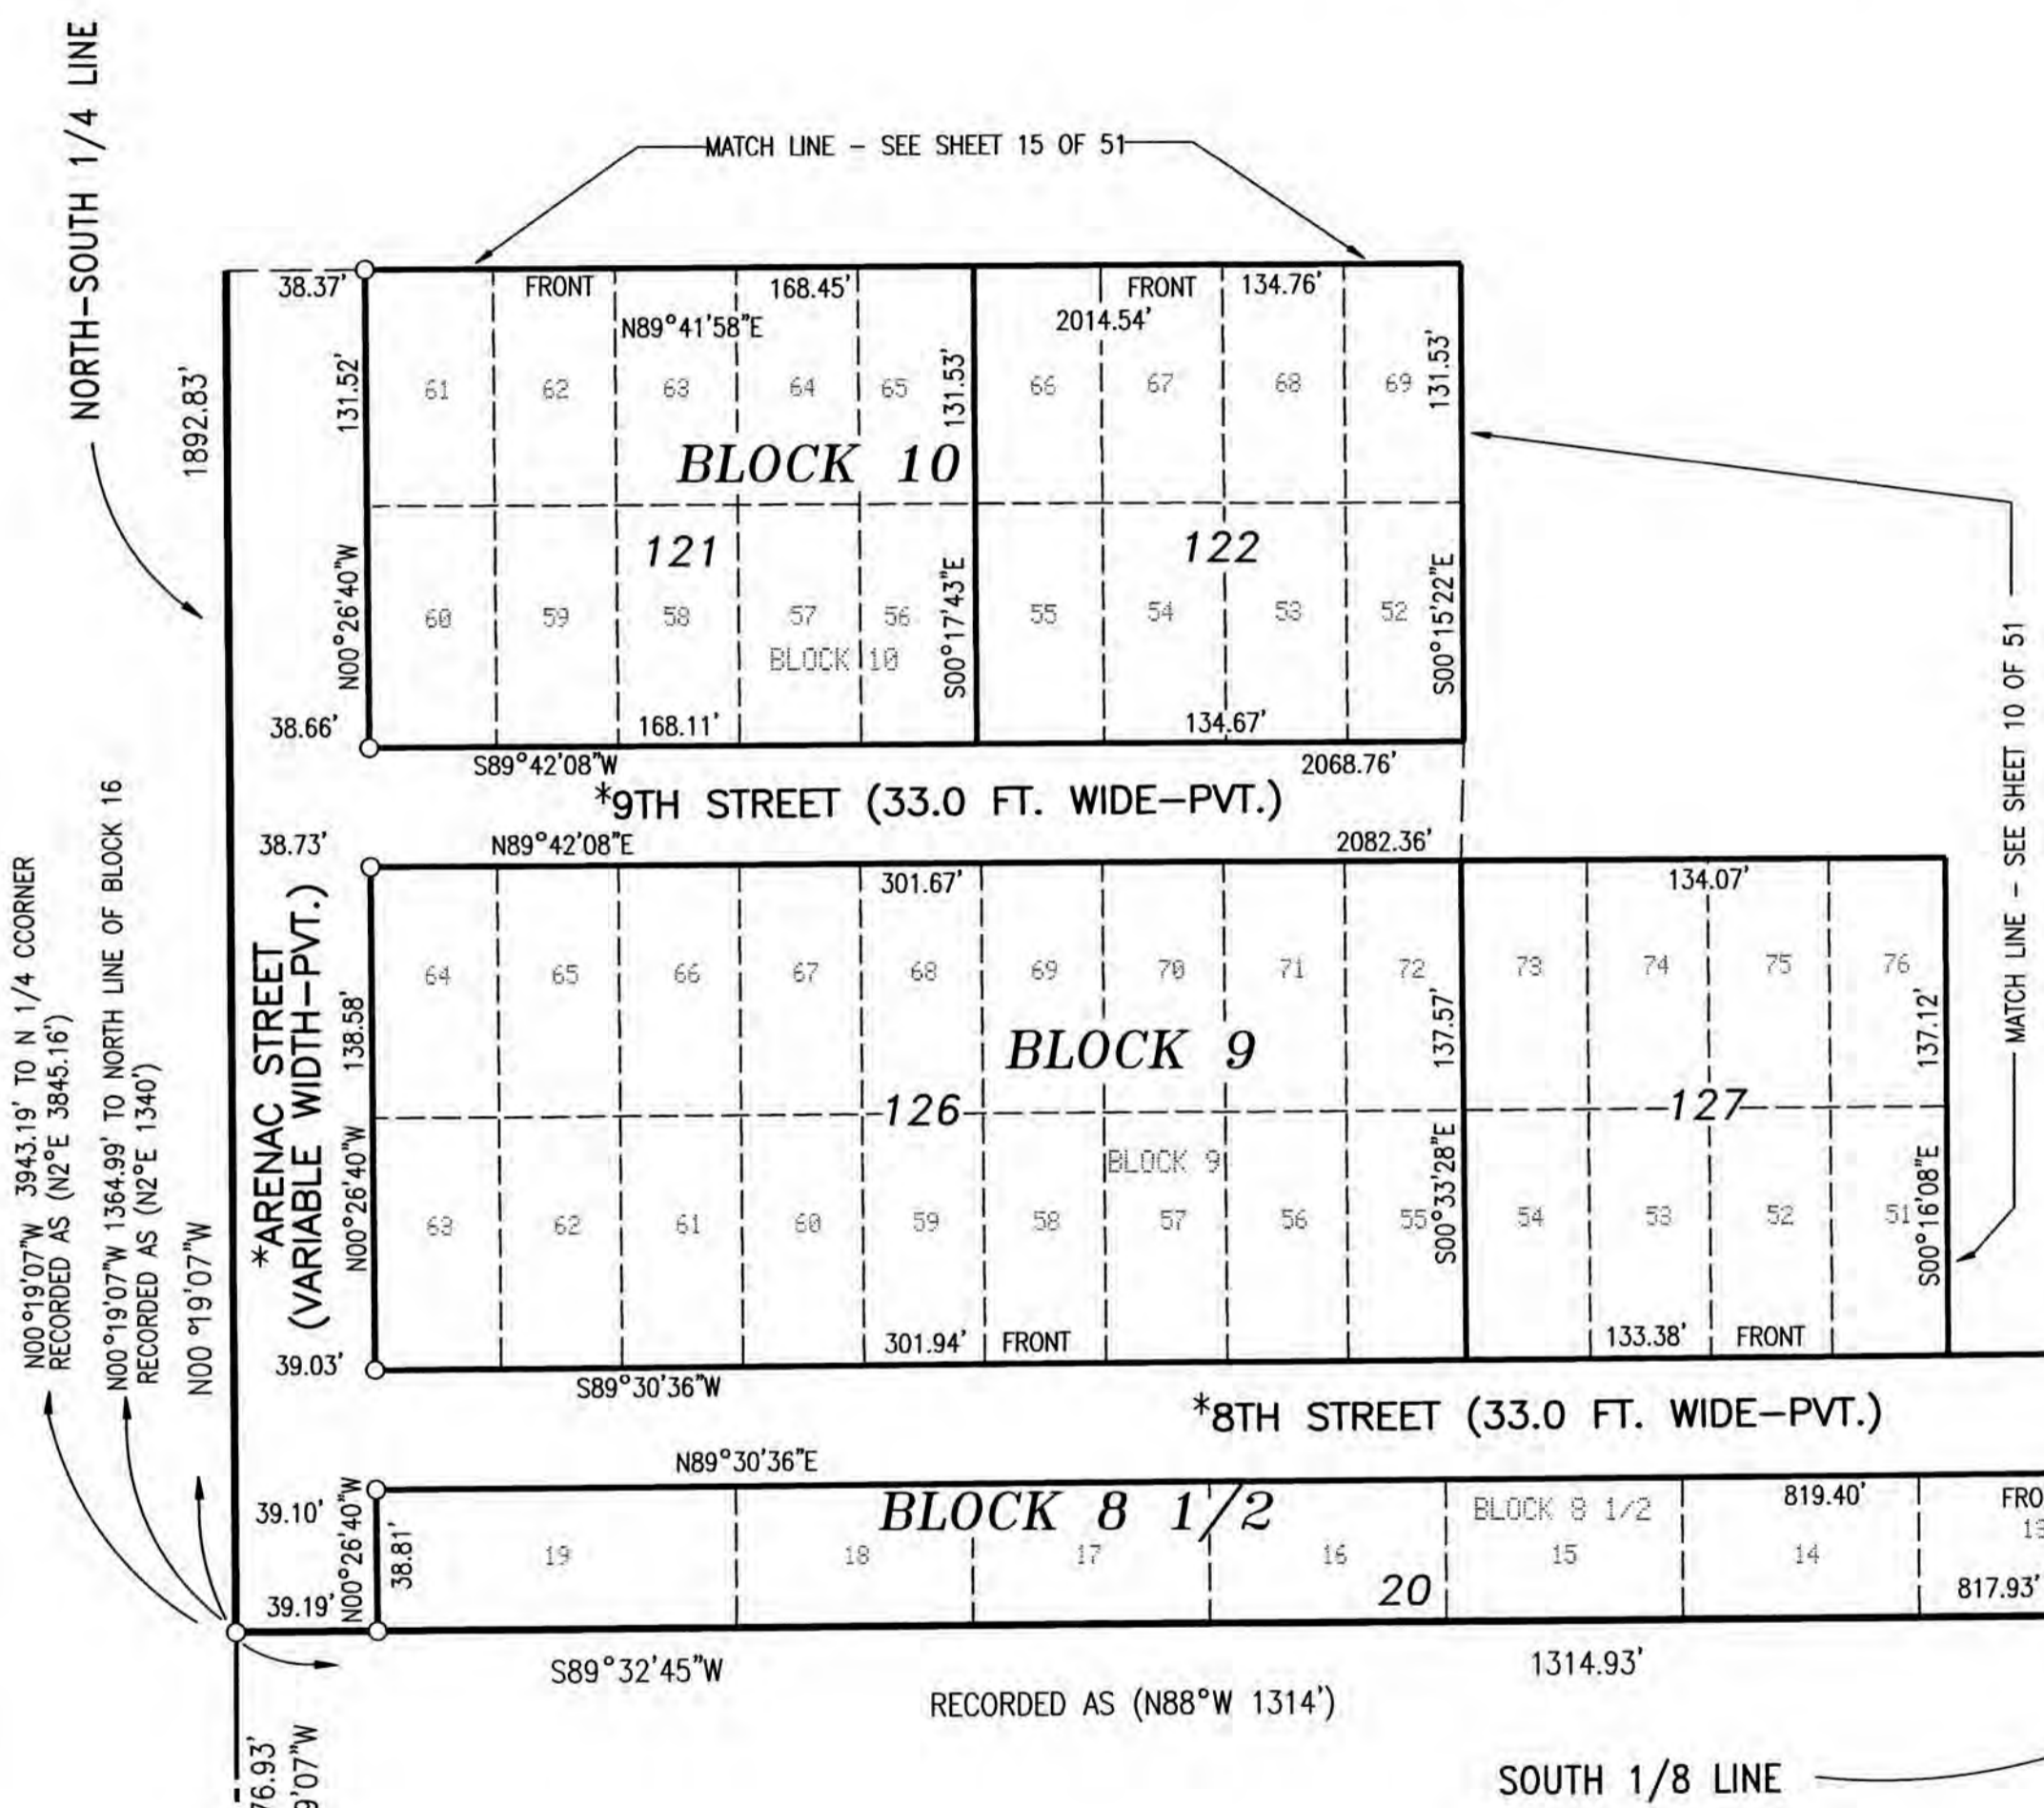 NORTH-SOUTH 1/4 LINE
MATCH LINE - SEE SHEET 15 OF 51
38.37'
FRONT
168.45'
FRONT
134.76'
N89°41'58"E
2014.54'
1892.83'
131.52'
61
62
63
64
65
131.53'
66
67
68
69
131.53'
BLOCK 10
121
122
N00°26'40"W
60
59
58
57
56
S00°17'43"E
55
54
53
52
S00°15'22"E
BLOCK 10
38.66'
168.11'
134.67'
S89°42'08"W
2068.76'
*9TH STREET (33.0 FT. WIDE-PVT.)
MATCH LINE - SEE SHEET 10 OF 51
38.73'
N89°42'08"E
2082.36'
301.67'
134.07'
N00°19'07"W 3943.19' TO N 1/4 CCORNER
RECORDED AS (N2°E 3845.16')
N00°19'07"W 1364.99' TO NORTH LINE OF BLOCK 16
RECORDED AS (N2°E 1340')
N00°19'07"W
*ARENAC STREET
(VARIABLE WIDTH-PVT.)
138.58'
64
65
66
67
68
69
70
71
72
73
74
75
76
137.57'
137.12'
BLOCK 9
126
127
N00°26'40"W
BLOCK 9
S00°33'28"E
S00°16'08"E
63
62
61
60
59
58
57
56
55
54
53
52
51
39.03'
301.94'
FRONT
133.38'
FRONT
S89°30'36"W
*8TH STREET (33.0 FT. WIDE-PVT.)
N89°30'36"E
39.10'
N00°26'40"W
38.81'
BLOCK 8 1/2
BLOCK 8 1/2
819.40'
FRO
19
18
17
16
15
14
20
817.93'
39.19'
S89°32'45"W
1314.93'
RECORDED AS (N88°W 1314')
76.93'
9'07"W
SOUTH 1/8 LINE